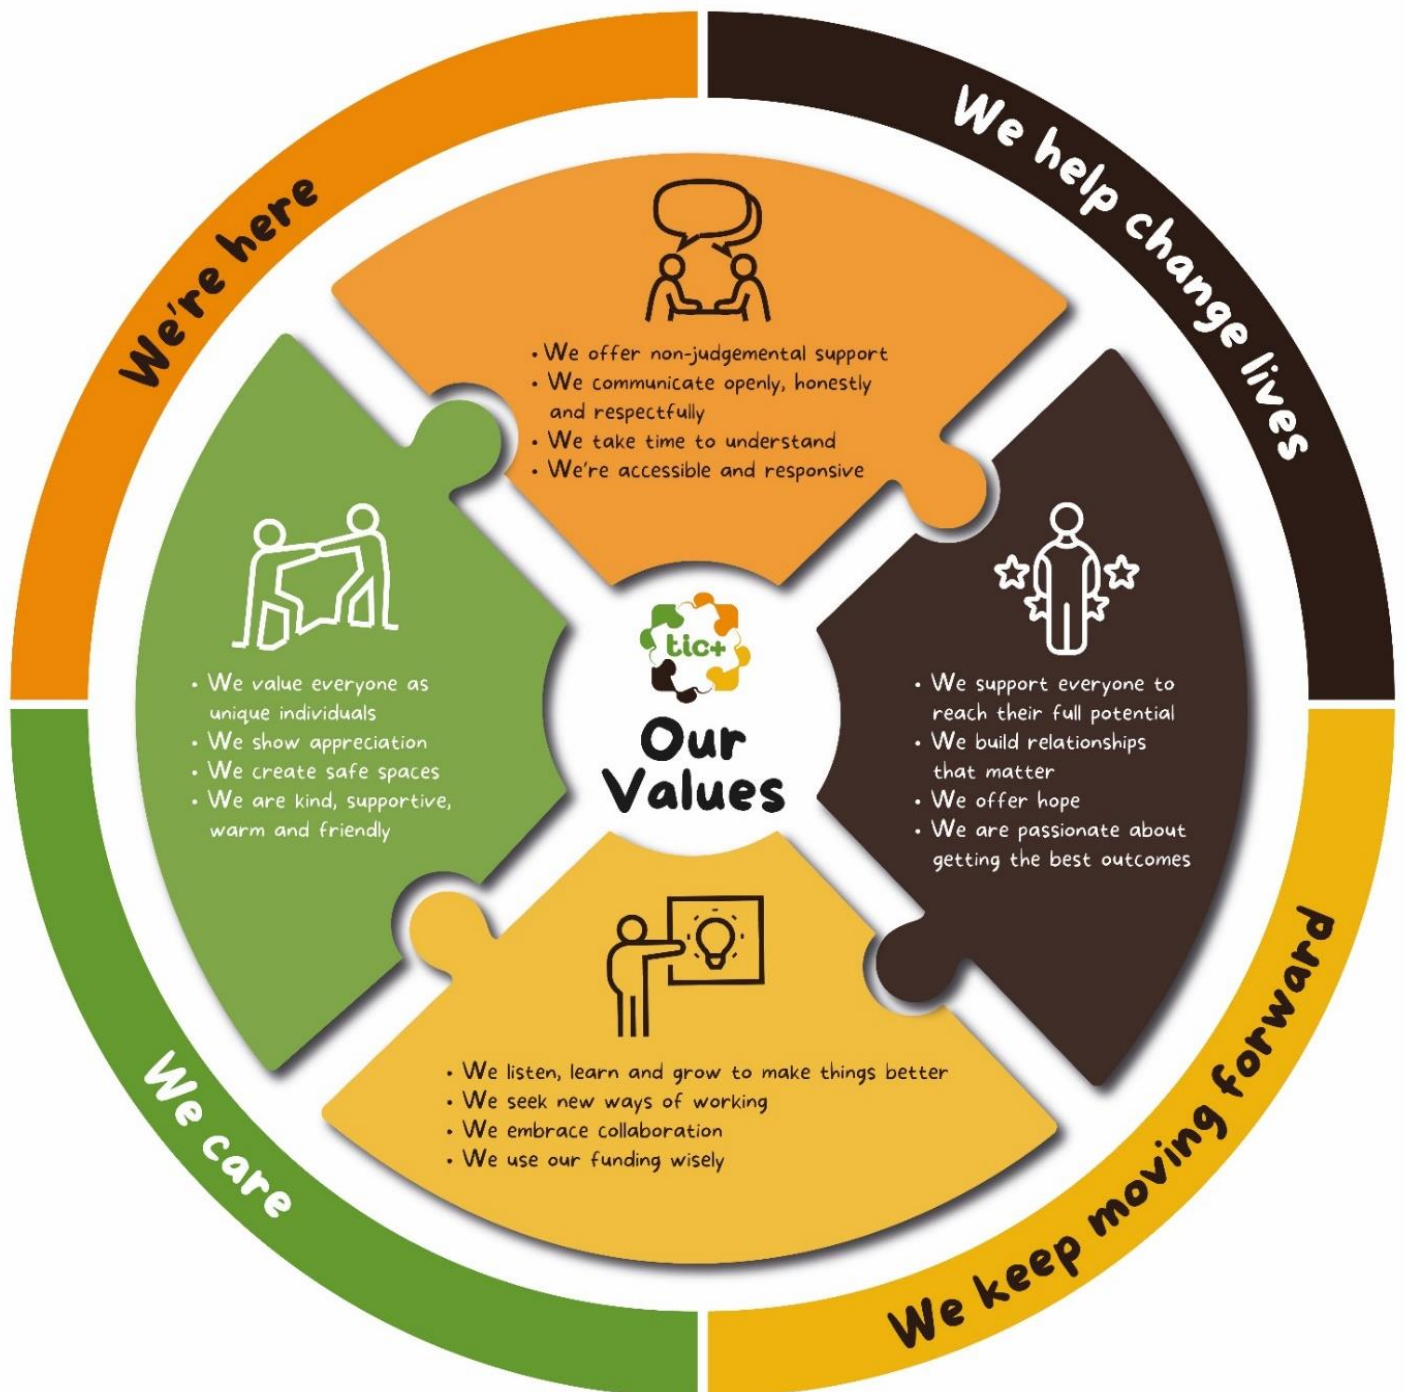 We're here
We help change lives
• We offer non-judgemental support
• We communicate openly, honestly
and respectfully
• We take time to understand
• We're accessible and responsive
• We value everyone as
unique individuals
• We show appreciation
• We create safe spaces
• We are kind, supportive,
warm and friendly
tic+
Our
Values
• We support everyone to
reach their full potential
• We build relationships
that matter
• We offer hope
• We are passionate about
getting the best outcomes
• We listen, learn and grow to make things better
• We seek new ways of working
• We embrace collaboration
• We use our funding wisely
We care
We keep moving forward